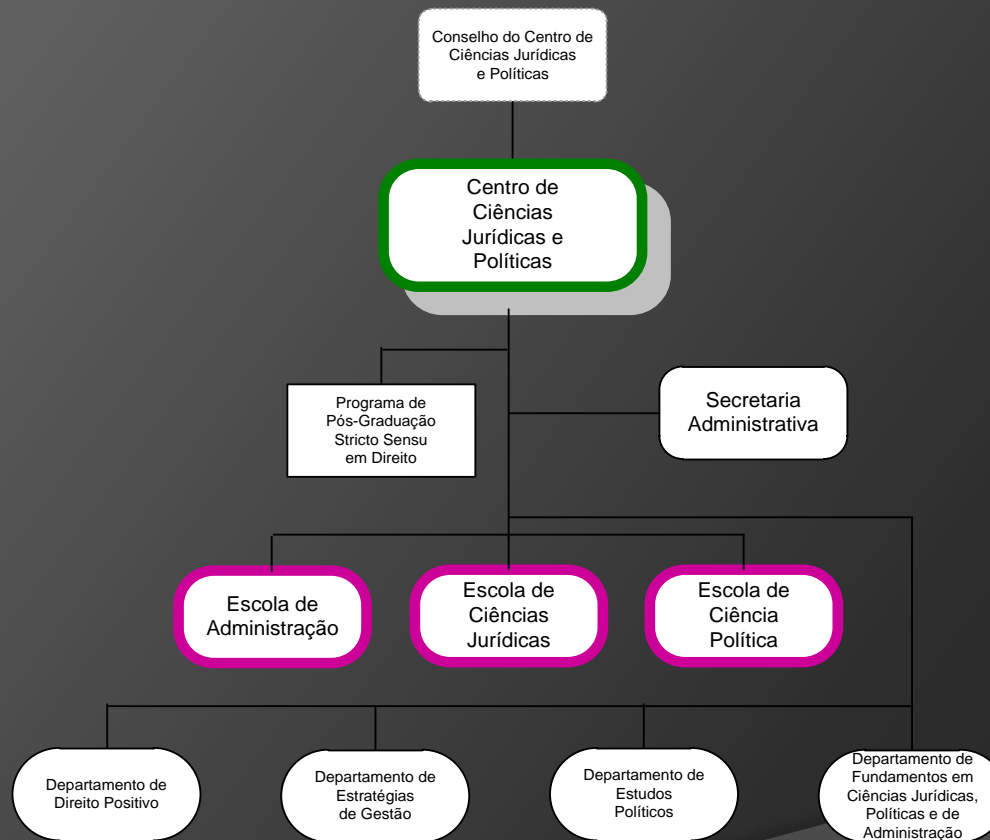 Conselho do Centro de
Ciências Jurídicas
e Políticas
Centro de
Ciências
Jurídicas e
Políticas
Programa de
Pós-Graduação
Stricto Sensu
em Direito
Secretaria
Administrativa
Escola de
Administração
Escola de
Ciências
Jurídicas
Escola de
Ciência
Política
Departamento de
Direito Positivo
Departamento de
Estratégias
de Gestão
Departamento de
Estudos
Políticos
Departamento de
Fundamentos em
Ciências Jurídicas,
Políticas e de
Administração